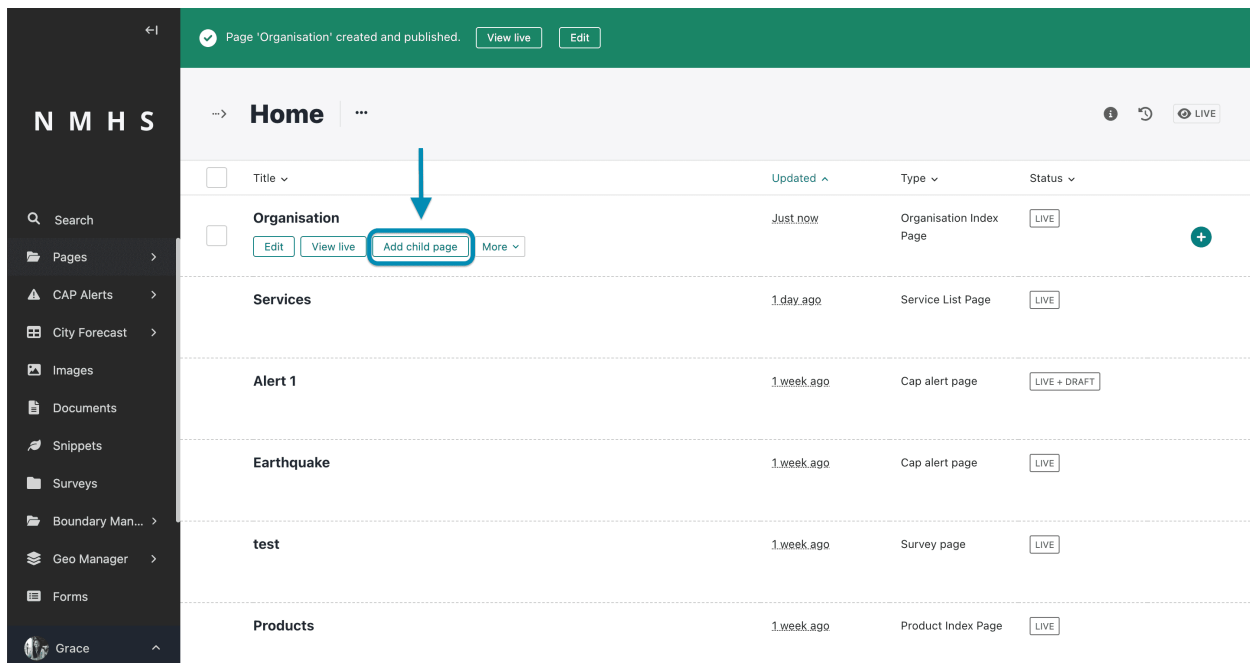 Page 'Organisation' created and published. View live Edit
NMHS
Home
LIVE
Search
Pages
CAP Alerts
City Forecast
Images
Documents
Snippets
Surveys
Boundary Man...
Geo Manager
Forms
Grace
Title Updated Type Status
Organisation Just now Organisation Index Page LIVE
Edit View live Add child page More
Services 1 day ago Service List Page LIVE
Alert 1 1 week ago Cap alert page LIVE + DRAFT
Earthquake 1 week ago Cap alert page LIVE
test 1 week ago Survey page LIVE
Products 1 week ago Product Index Page LIVE